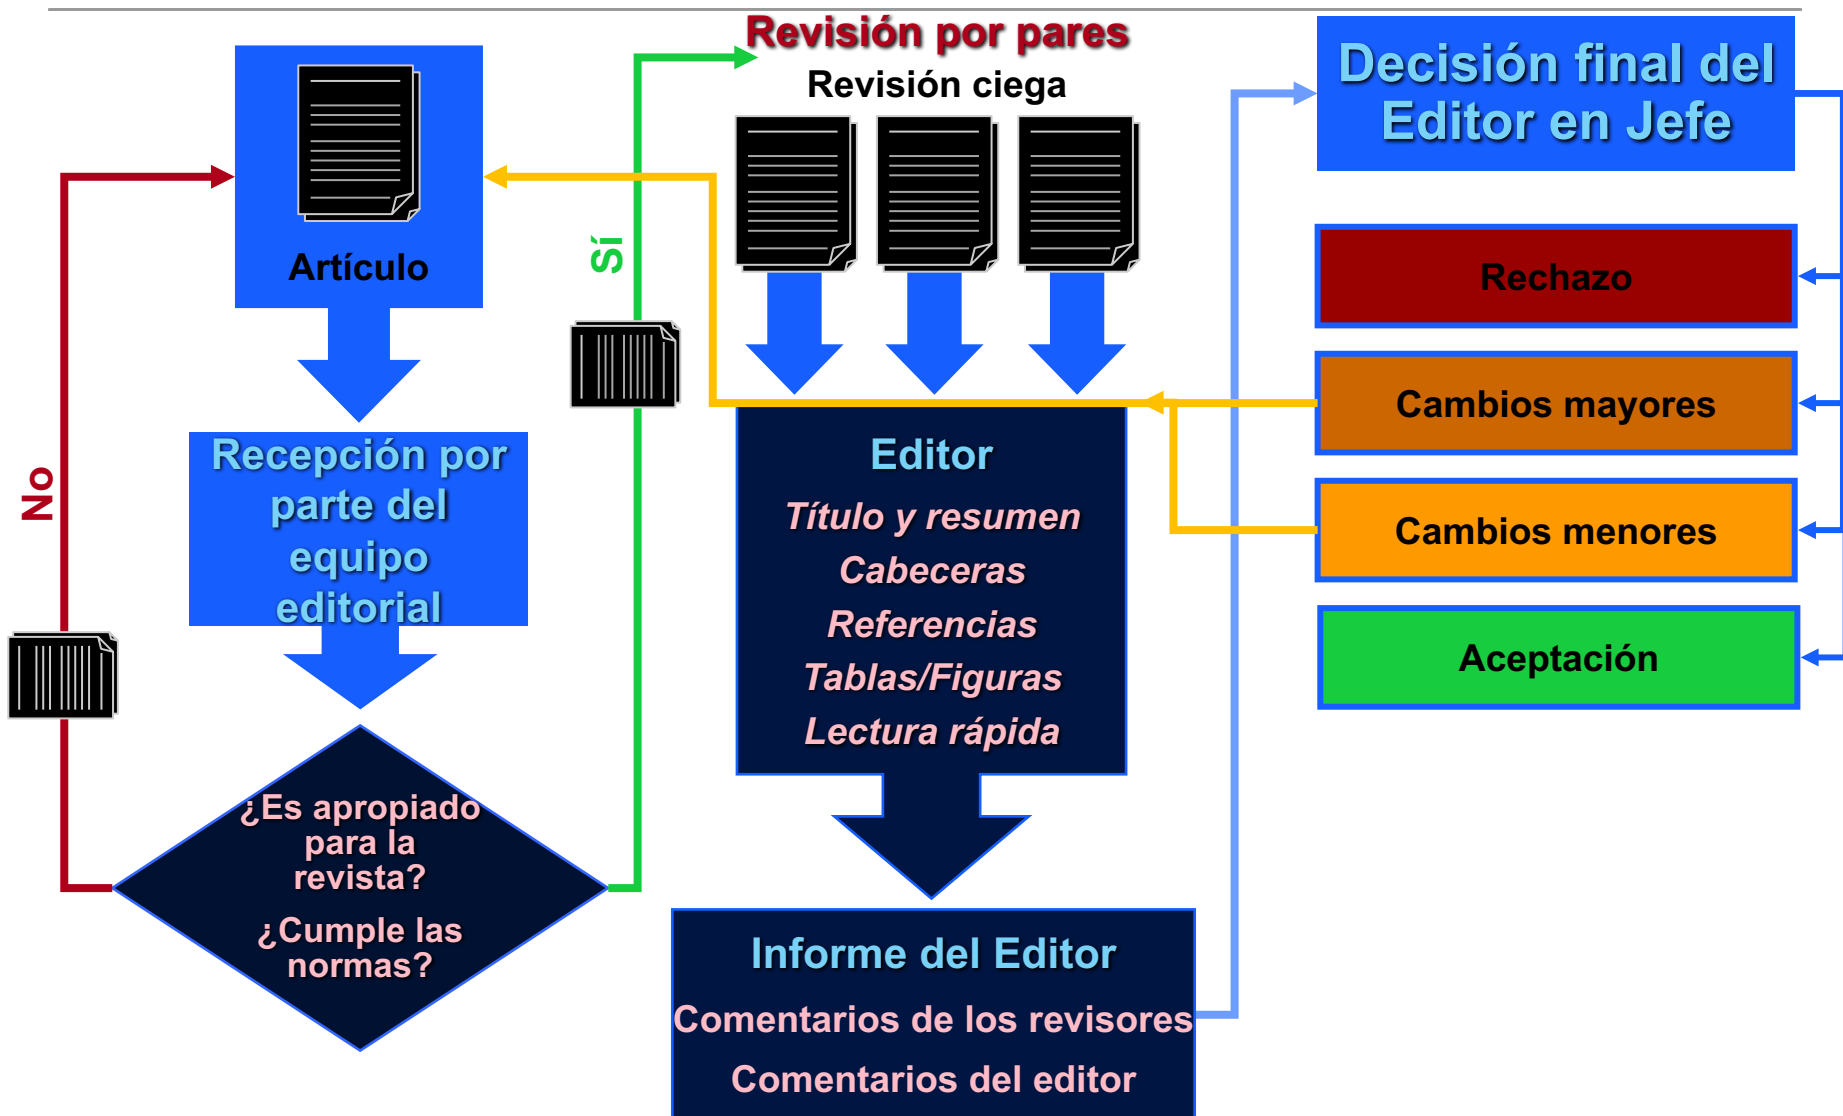 Artículo
Recepción por
parte del
equipo
editorial
¿Es apropiado
para la
revista?
¿Cumple las
normas?
No
Sí
Revisión por pares
Revisión ciega
Editor
Título y resumen
Cabeceras
Referencias
Tablas/Figuras
Lectura rápida
Informe del Editor
Comentarios de los revisores
Comentarios del editor
Decisión final del
Editor en Jefe
Rechazo
Cambios mayores
Cambios menores
Aceptación